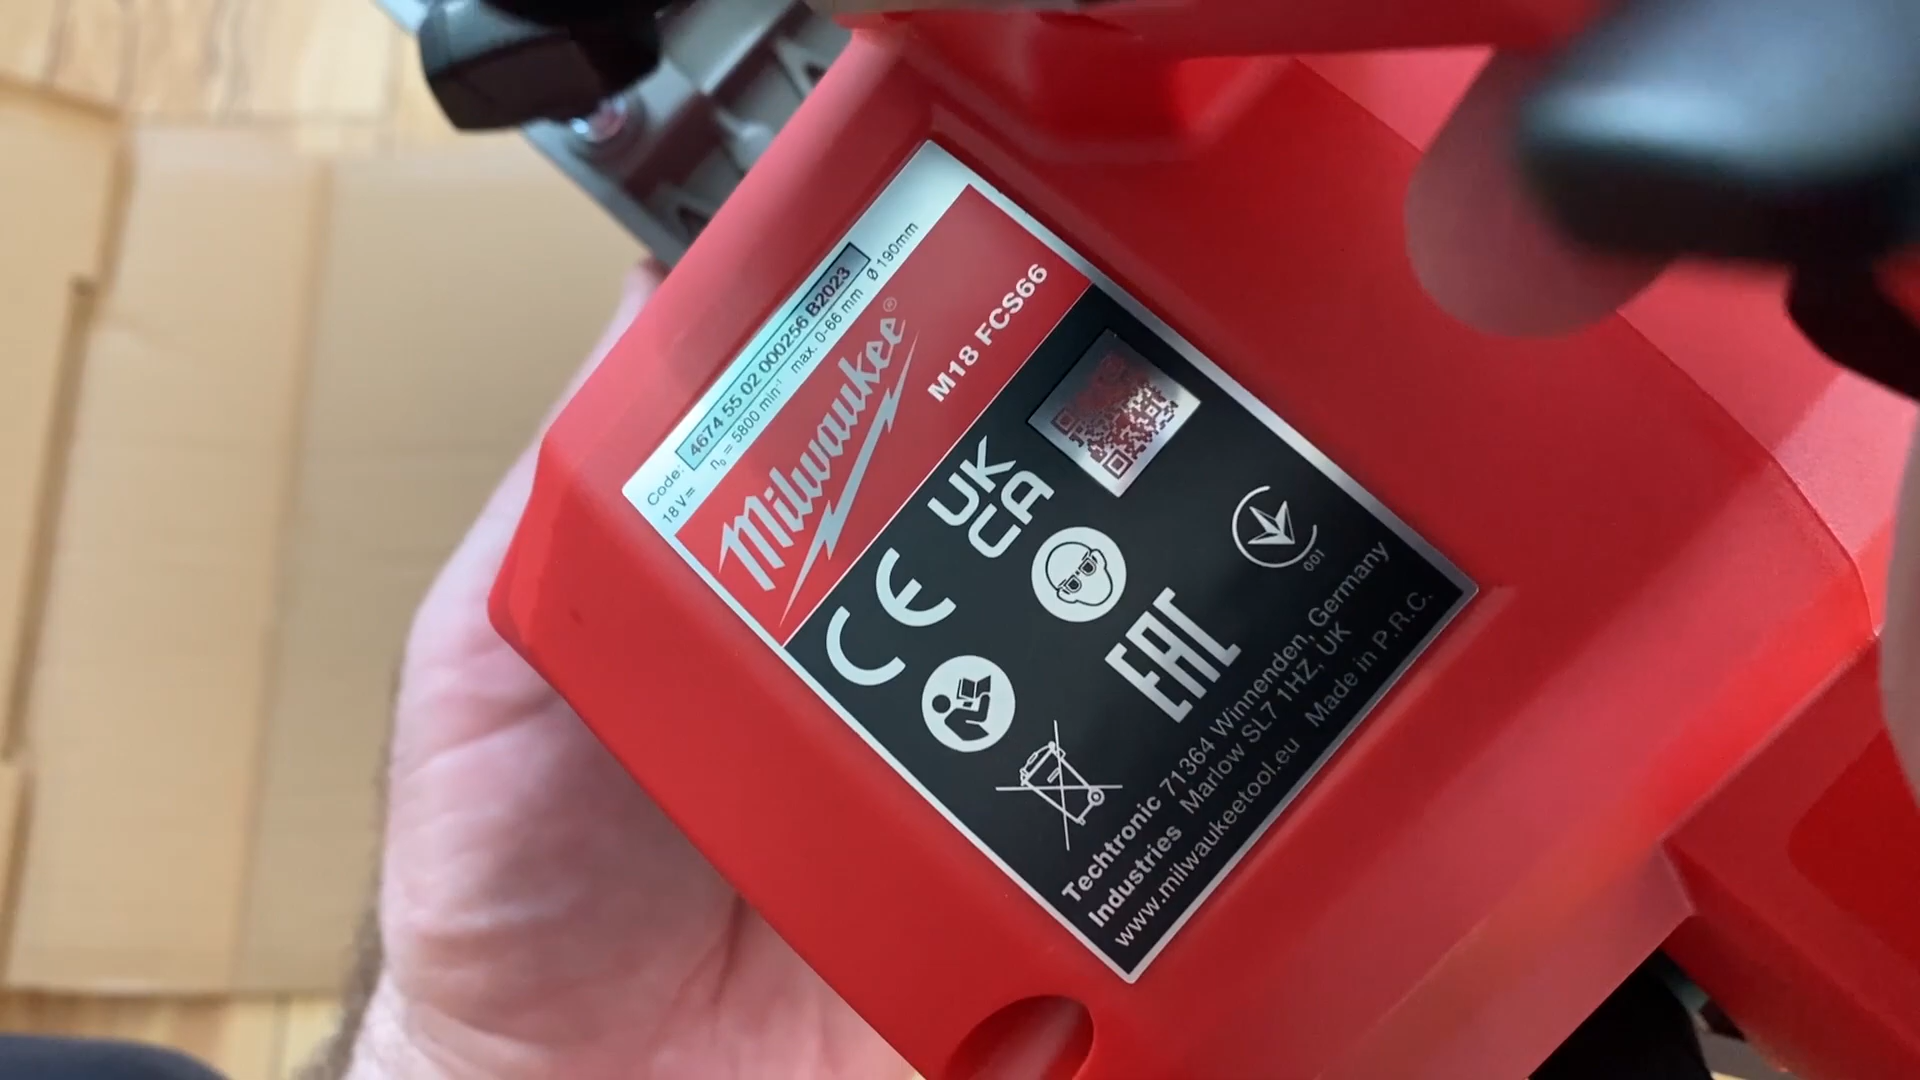 Code: 4674 55 02 000256 B2023
18 V⎓ n₀ = 5800 min⁻¹ max. 0-66 mm Ø 190mm
Milwaukee®
M18 FCS66
CE
UK
CA
EAC
001
Techtronic 71364 Winnenden, Germany
Industries Marlow SL7 1HZ, UK
www.milwaukeetool.eu Made in P.R.C.